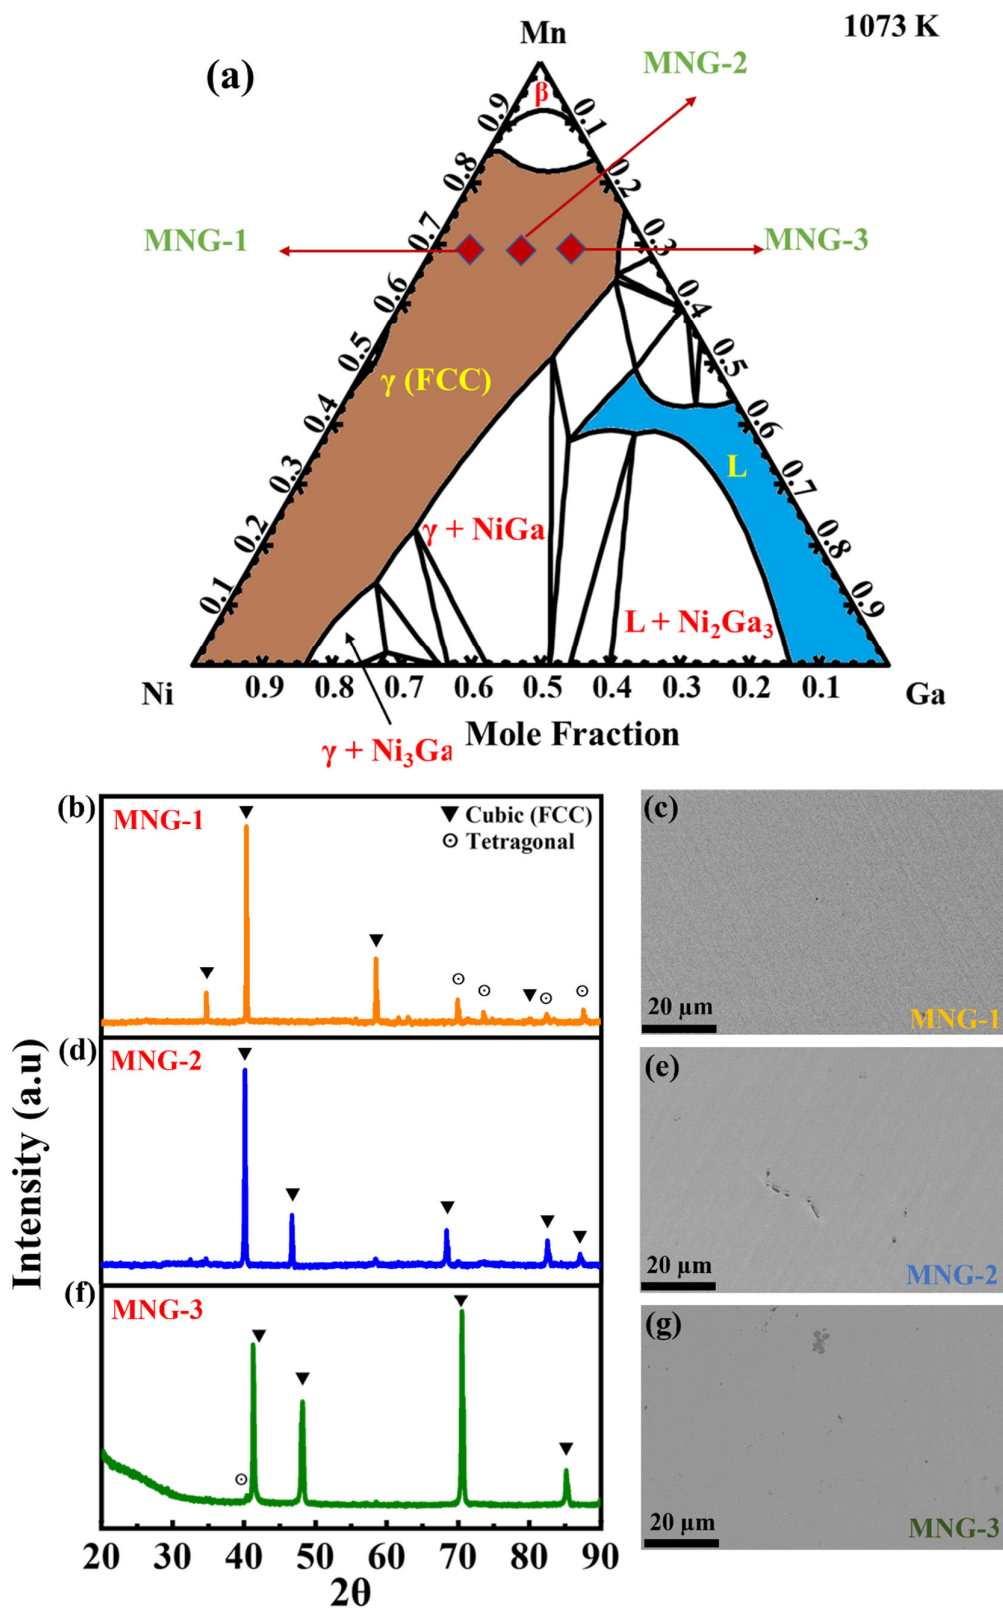 1073 K
Mn
MNG-2
(a)
β
0.9
0.8
0.7
0.6
0.5
0.4
0.3
0.2
0.1
0.1
0.2
0.3
0.4
0.5
0.6
0.7
0.8
0.9
MNG-1
MNG-3
γ (FCC)
L
γ + NiGa
L + Ni₂Ga₃
Ni
0.9
0.8
0.7
0.6
0.5
0.4
0.3
0.2
0.1
Ga
γ + Ni₃Ga
Mole Fraction
(b)
MNG-1
Cubic (FCC)
Tetragonal
(c)
20 µm
MNG-1
(d)
MNG-2
(e)
20 µm
MNG-2
(f)
MNG-3
(g)
20 µm
MNG-3
Intensity (a.u)
20 30 40 50 60 70 80 90
2θ